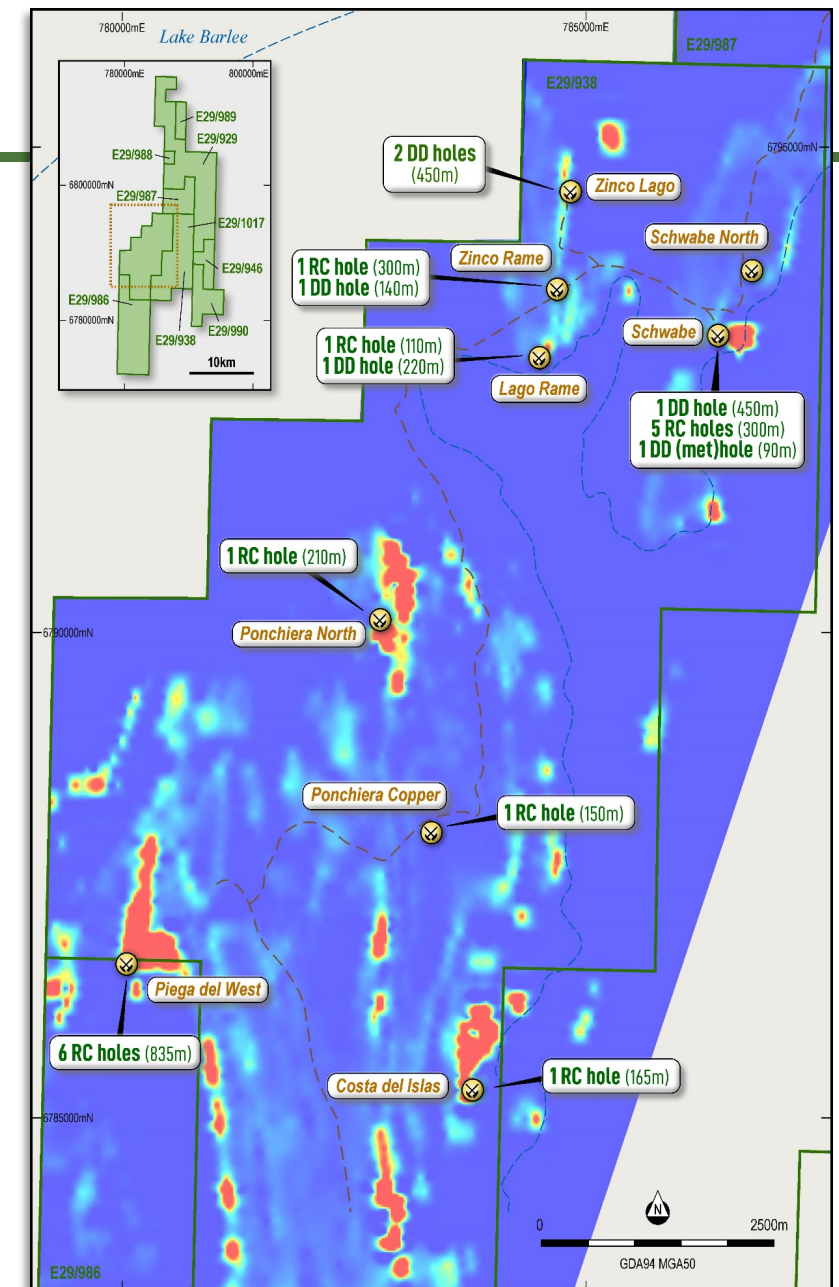 780000mE
785000mE
Lake Barlee
E29/987
780000mE
800000mE
E29/989
E29/929
E29/988
6800000mN
E29/987
E29/1017
E29/946
E29/986
6780000mN
E29/990
E29/938
10km
E29/938
6795000mN
2 DD holes
(450m)
Zinco Lago
Schwabe North
Zinco Rame
1 RC hole (300m)
1 DD hole (140m)
Schwabe
1 RC hole (110m)
1 DD hole (220m)
Lago Rame
1 DD hole (450m)
5 RC holes (300m)
1 DD (met)hole (90m)
1 RC hole (210m)
Ponchiera North
6790000mN
Ponchiera Copper
1 RC hole (150m)
Piega del West
6 RC holes (835m)
Costa del Islas
1 RC hole (165m)
6785000mN
N
0
2500m
GDA94 MGA50
E29/986